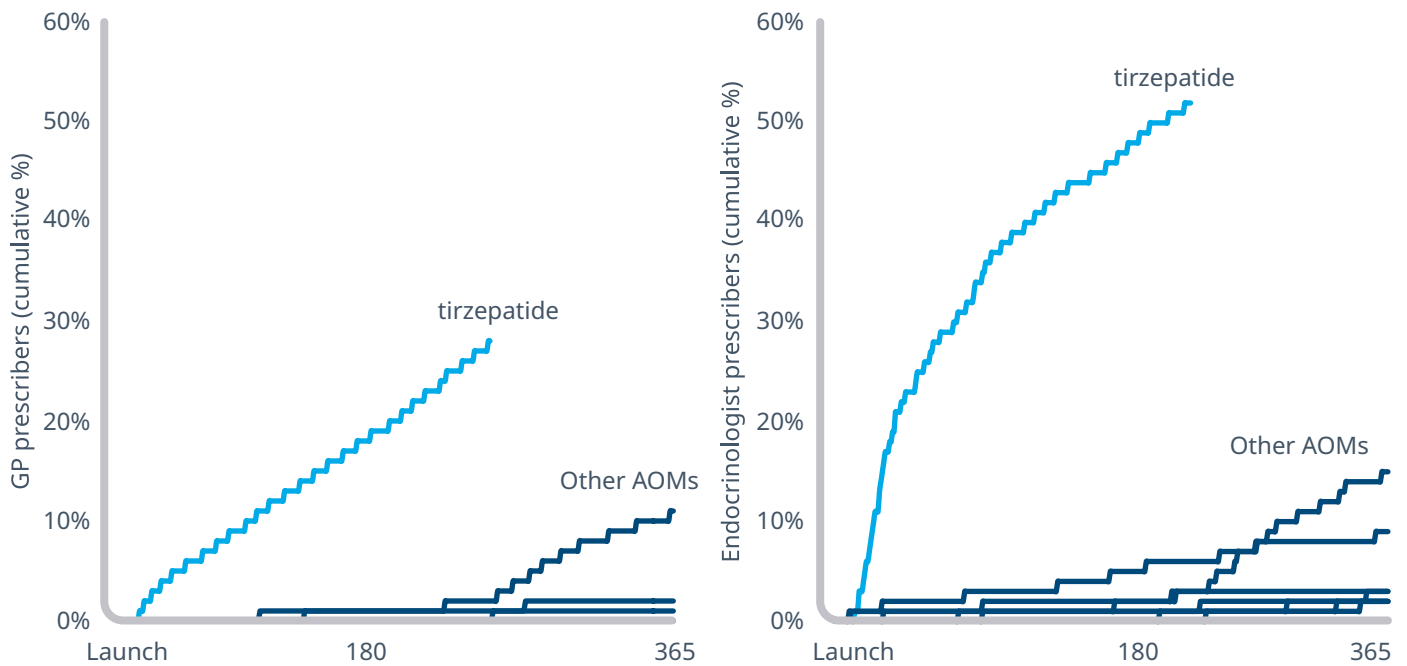 60%
50%
40%
30%
20%
10%
0%
GP prescribers (cumulative %)
tirzepatide
Other AOMs
Launch
180
365
60%
50%
40%
30%
20%
10%
0%
Endocrinologist prescribers (cumulative %)
tirzepatide
Other AOMs
Launch
180
365